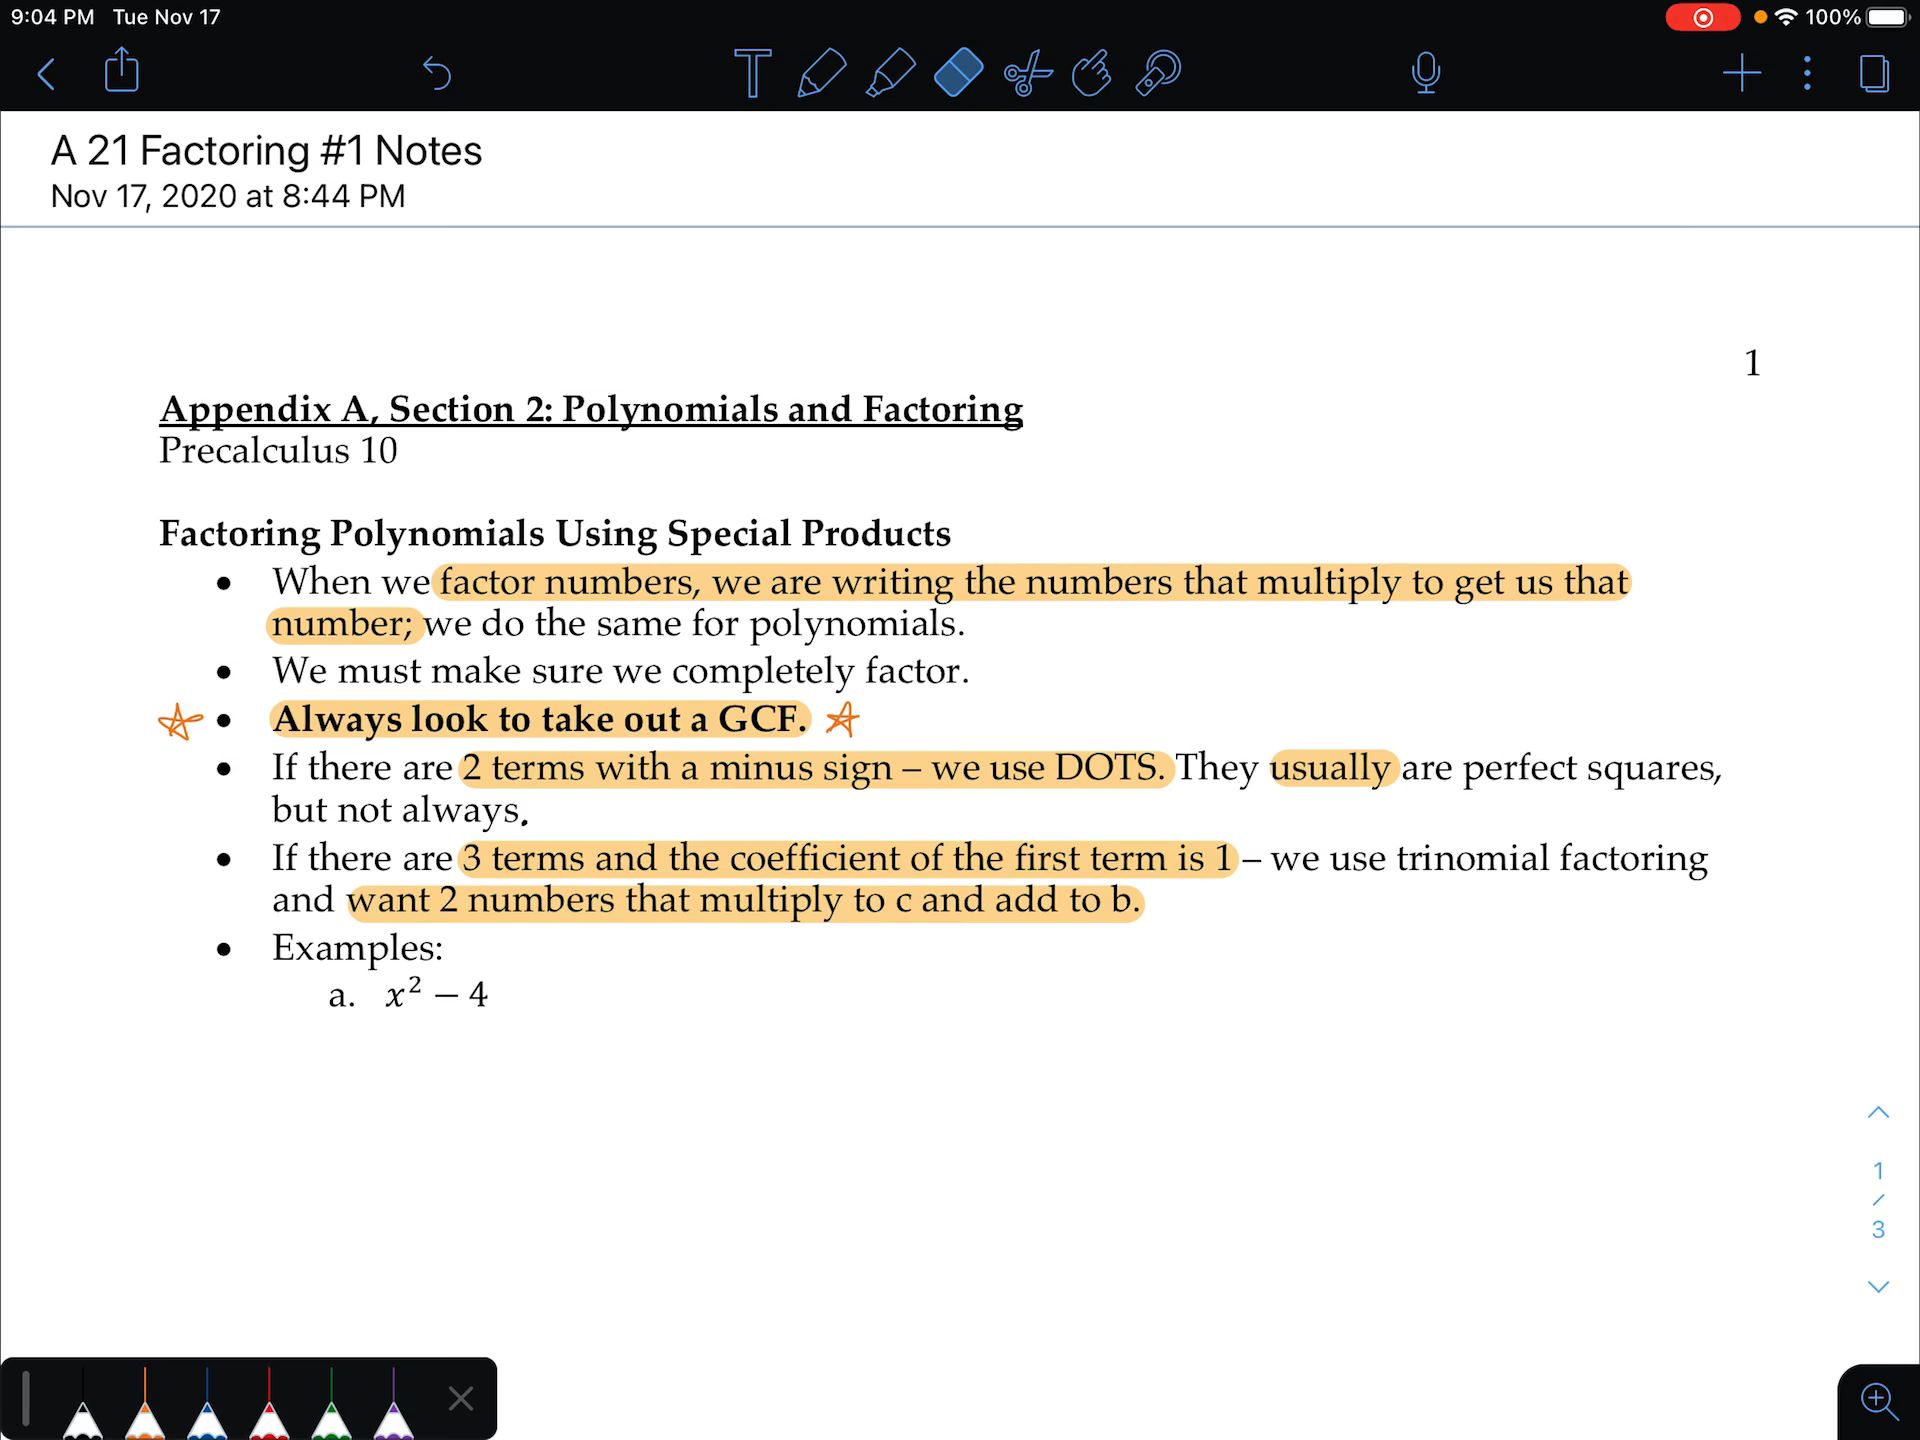 9:04 PM Tue Nov 17
100%
A 21 Factoring #1 Notes
Nov 17, 2020 at 8:44 PM
1
Appendix A, Section 2: Polynomials and Factoring
Precalculus 10
Factoring Polynomials Using Special Products
• When we factor numbers, we are writing the numbers that multiply to get us that
number; we do the same for polynomials.
• We must make sure we completely factor.
• Always look to take out a GCF.
• If there are 2 terms with a minus sign – we use DOTS. They usually are perfect squares,
but not always.
• If there are 3 terms and the coefficient of the first term is 1 – we use trinomial factoring
and want 2 numbers that multiply to c and add to b.
• Examples:
a. x² − 4
1
/
3